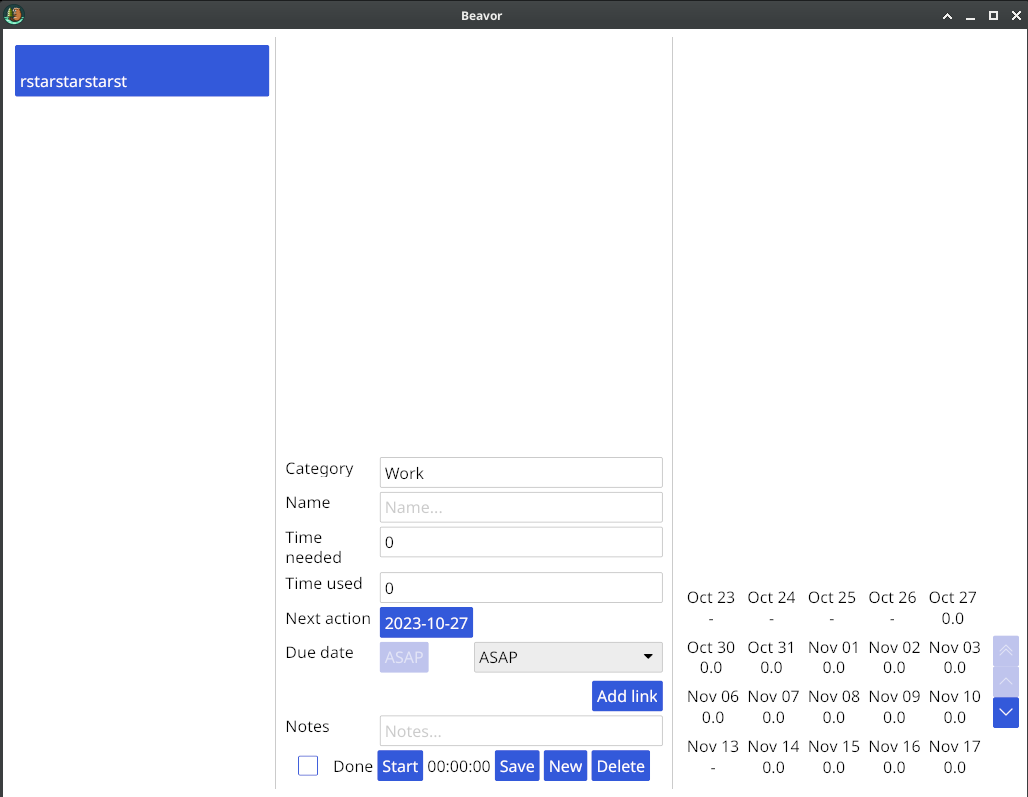 Beavor
rstarstarstarst
Category Work
Name Name...
Time needed 0
Time used 0
Next action 2023-10-27
Due date ASAP ASAP
Add link
Notes Notes...
Done Start 00:00:00 Save New Delete
Oct 23 Oct 24 Oct 25 Oct 26 Oct 27
- - - - 0.0
Oct 30 Oct 31 Nov 01 Nov 02 Nov 03
0.0 0.0 0.0 0.0 0.0
Nov 06 Nov 07 Nov 08 Nov 09 Nov 10
0.0 0.0 0.0 0.0 0.0
Nov 13 Nov 14 Nov 15 Nov 16 Nov 17
- 0.0 0.0 0.0 0.0